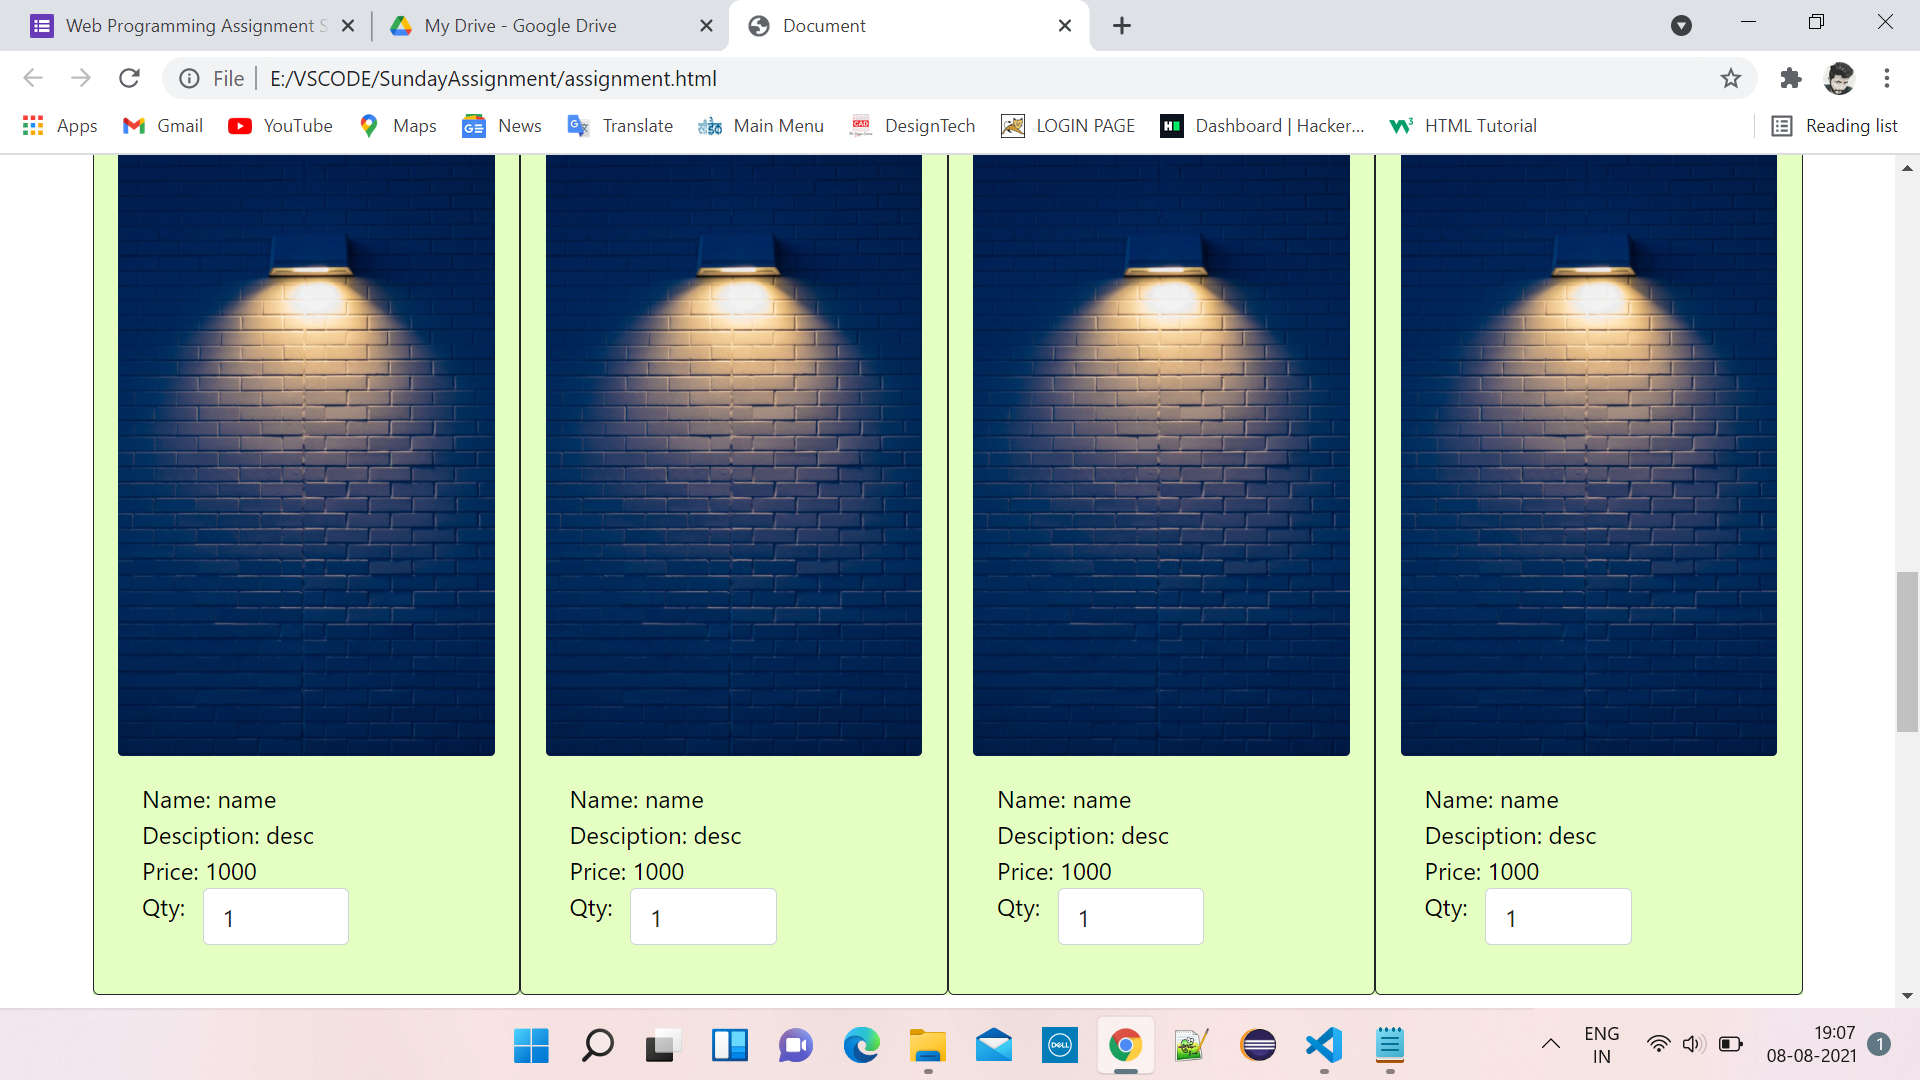 Web Programming Assignment S
My Drive - Google Drive
Document
File
E:/VSCODE/SundayAssignment/assignment.html
Apps
Gmail
YouTube
Maps
News
Translate
Main Menu
DesignTech
LOGIN PAGE
Dashboard | Hacker...
HTML Tutorial
Reading list
Name: name
Desciption: desc
Price: 1000
Qty: 1
Name: name
Desciption: desc
Price: 1000
Qty: 1
Name: name
Desciption: desc
Price: 1000
Qty: 1
Name: name
Desciption: desc
Price: 1000
Qty: 1
DELL
ENG
IN
19:07
08-08-2021
1